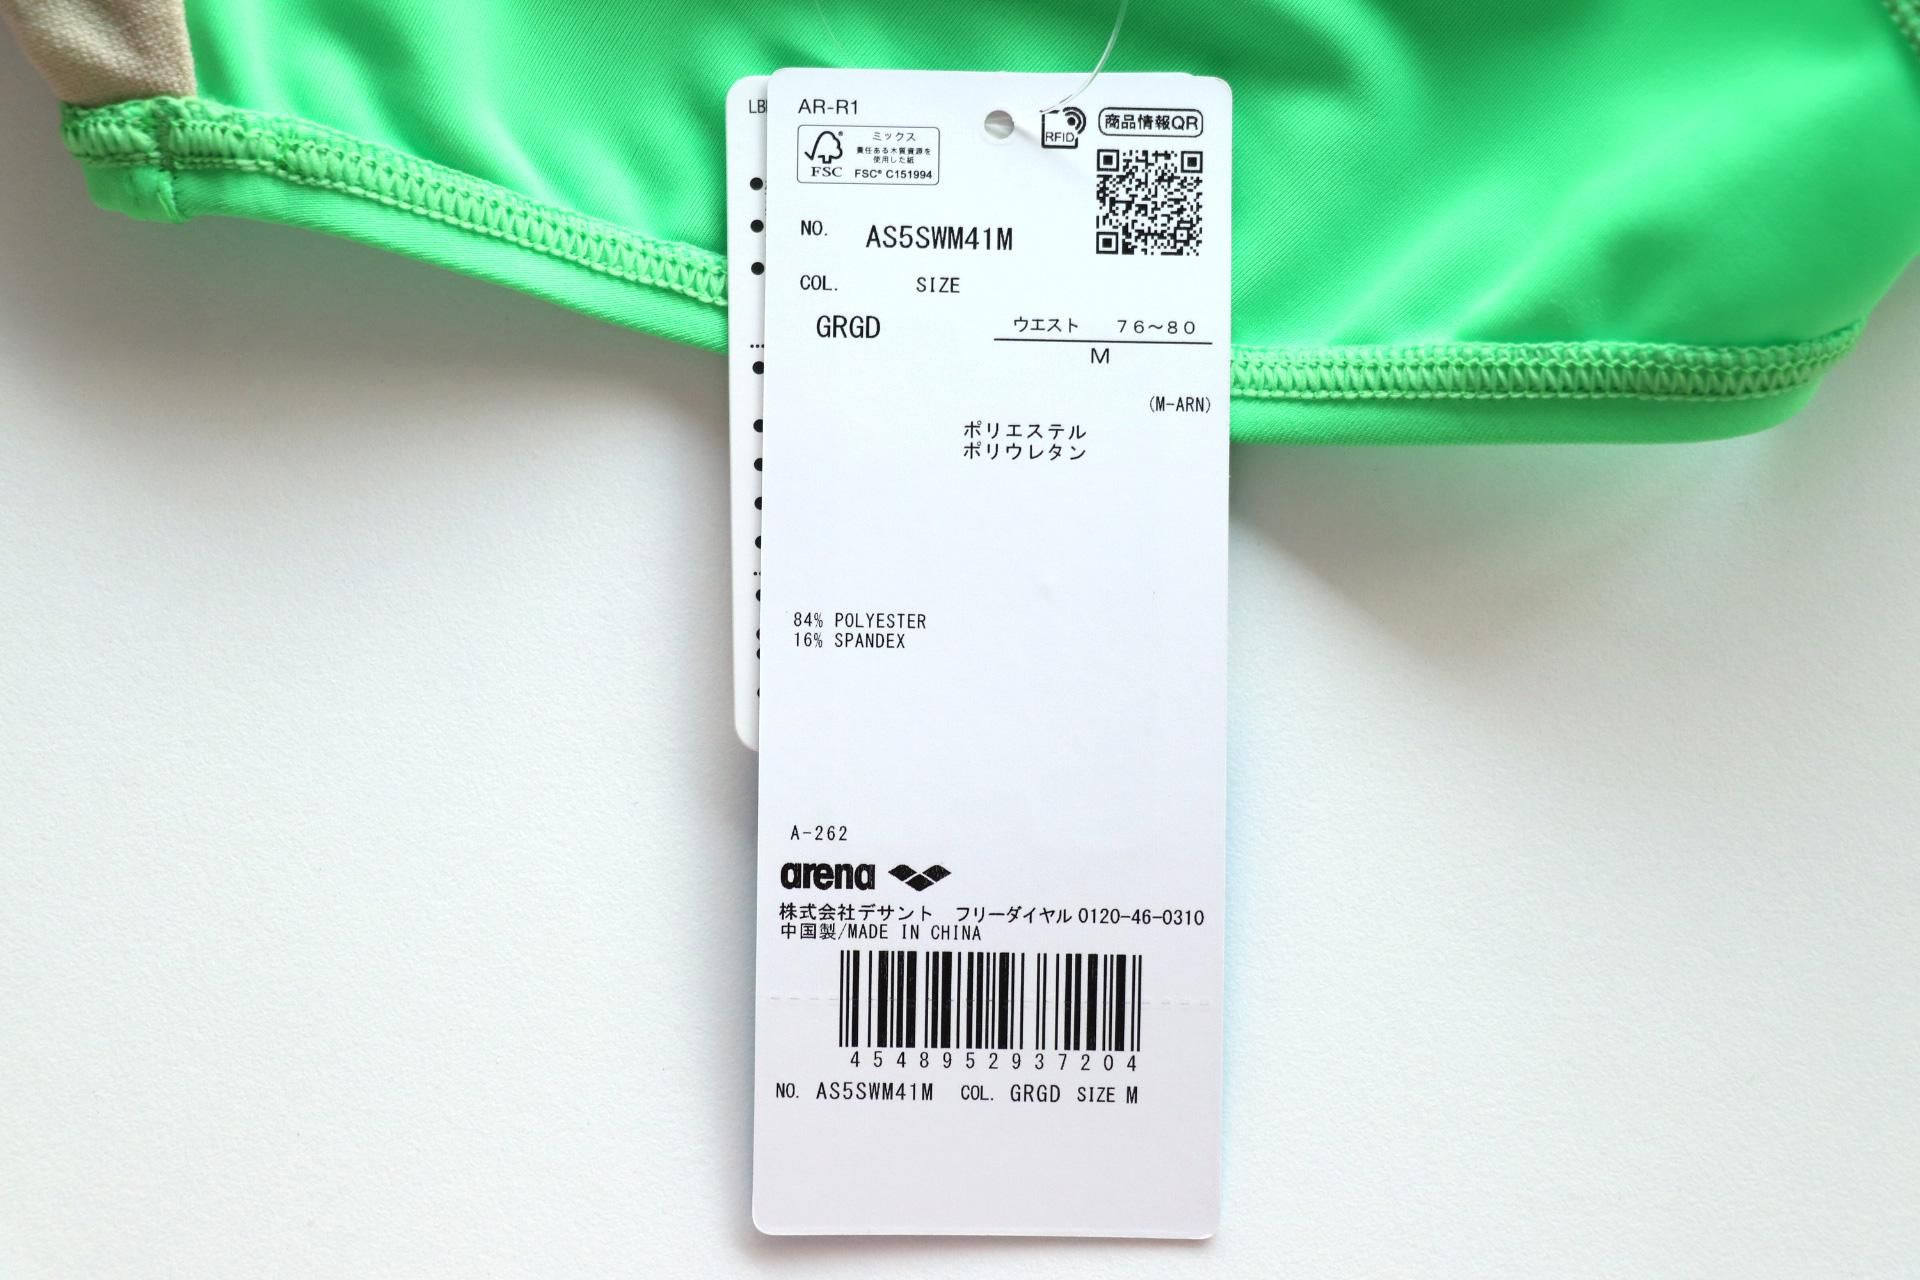 LB
AR-R1
ミックス
責任ある木質資源を
使用した紙
FSC
FSC® C151994
RFID
商品情報QR
NO. AS5SWM41M
COL. SIZE
GRGD
ウエスト 76～80
M
(M-ARN)
ポリエステル
ポリウレタン
84% POLYESTER
16% SPANDEX
A-262
arena
株式会社デサント フリーダイヤル 0120-46-0310
中国製/MADE IN CHINA
4548952937204
NO. AS5SWM41M COL. GRGD SIZE M